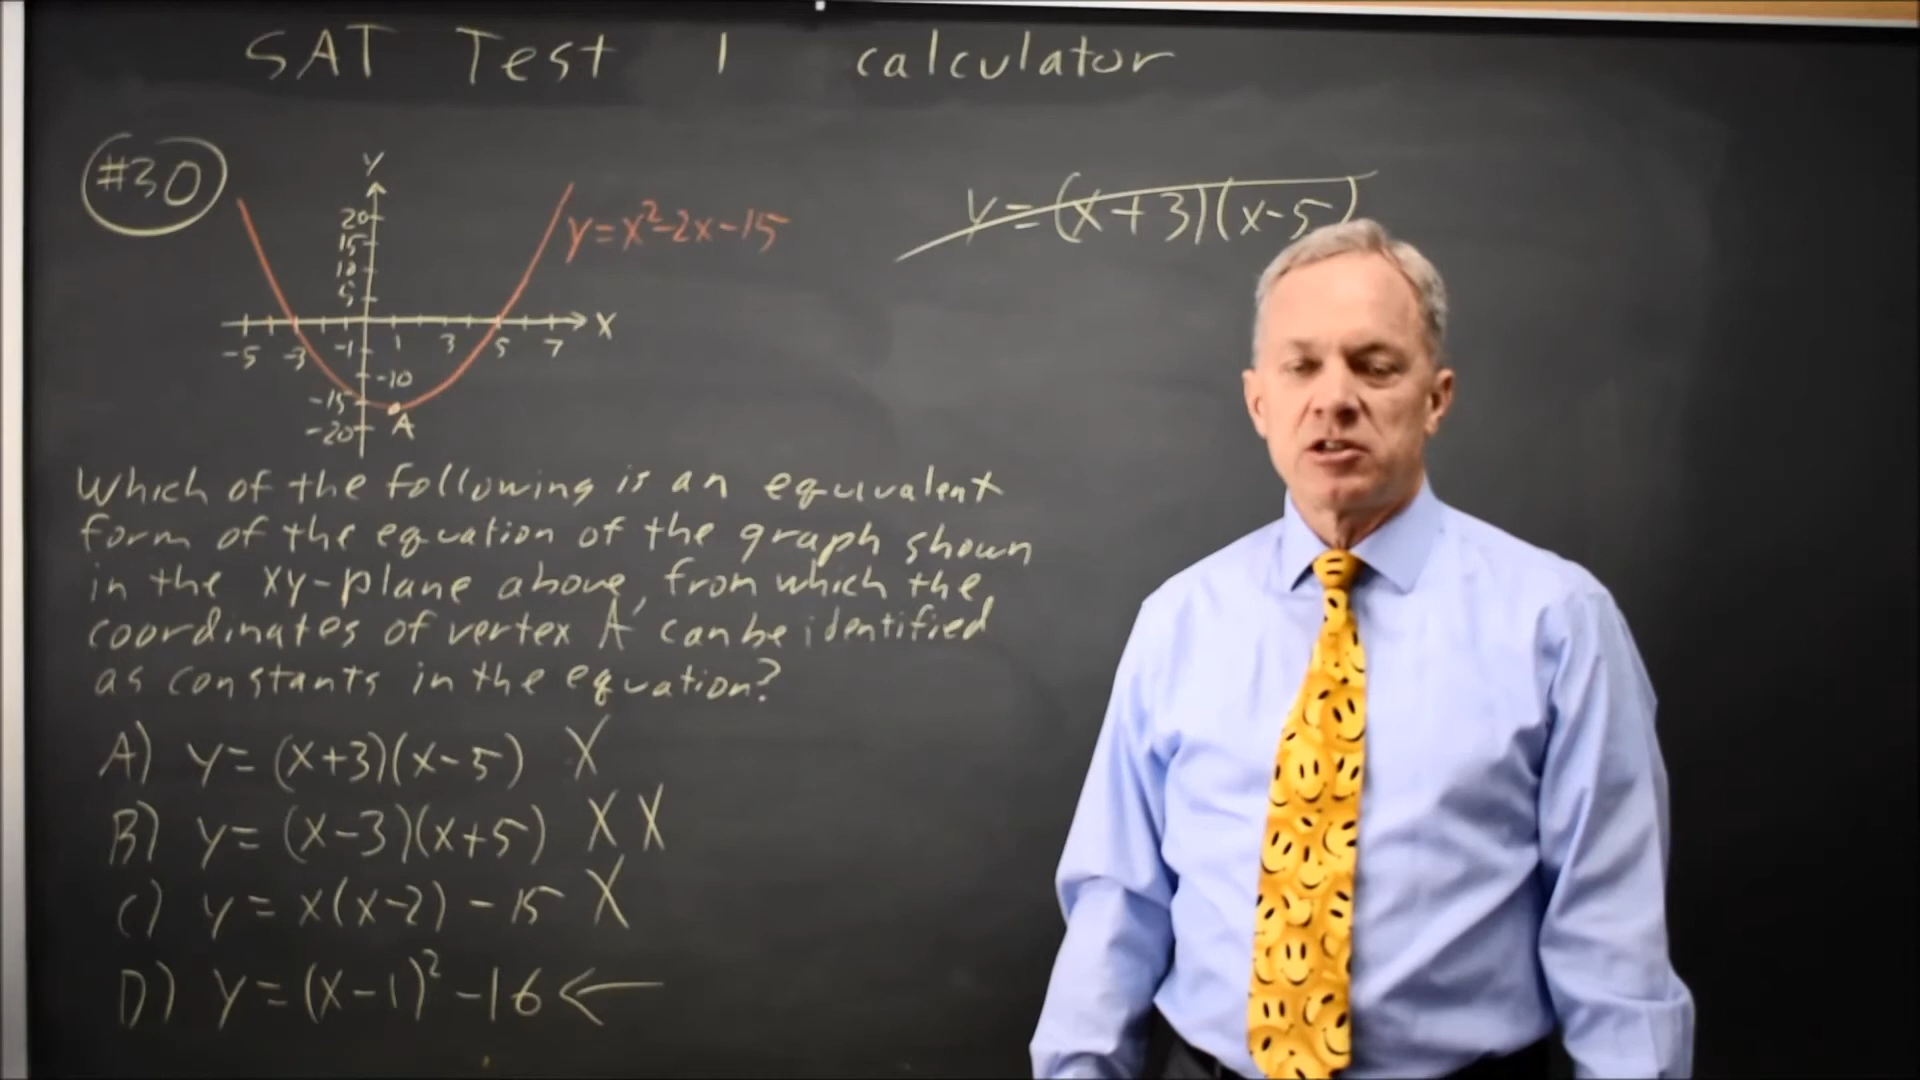 SAT Test 1 calculator
#30
y=(x+3)(x-5)
Y
20
15
10
5
y=x²-2x-15
X
-5 -3 -1 1 3 5 7
-10
-15
-20
A
Which of the following is an equivalent
form of the equation of the graph shown
in the xy-plane above, from which the
coordinates of vertex A can be identified
as constants in the equation?
A) y=(x+3)(x-5) X
B) y=(x-3)(x+5) X X
C) y=x(x-2)-15 X
D) y=(x-1)²-16 ←